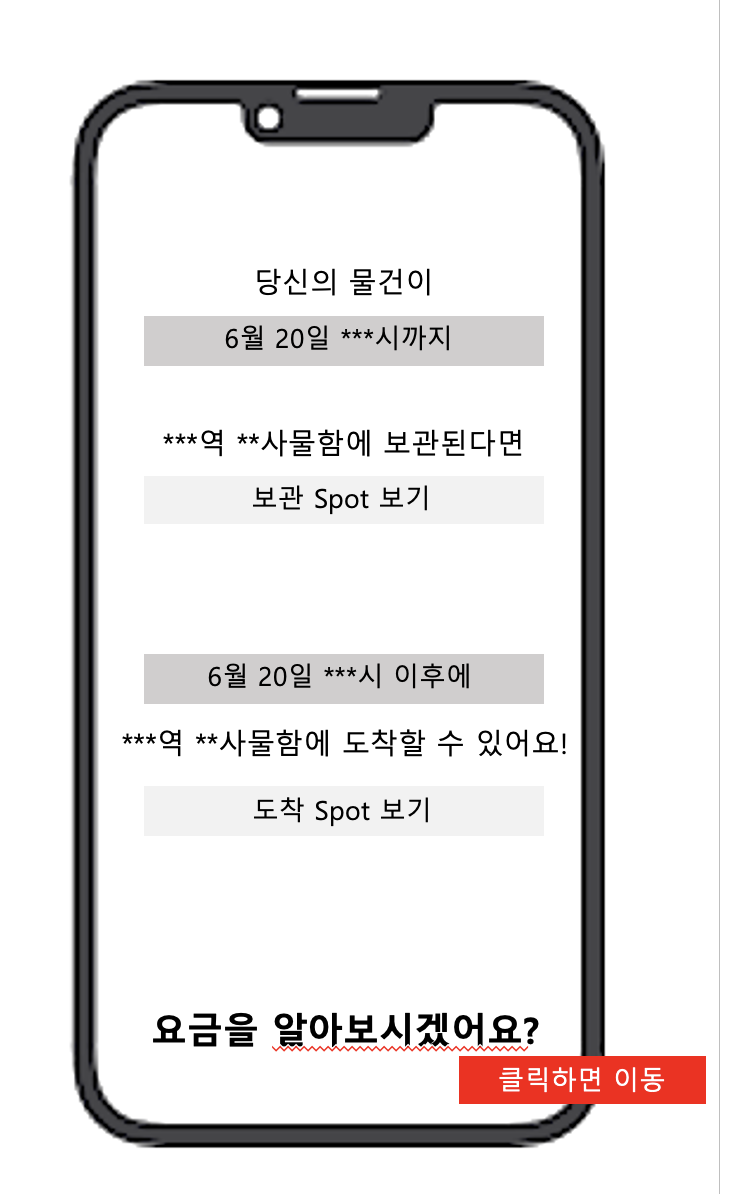 당신의 물건이
6월 20일 ***시까지
***역 **사물함에 보관된다면
보관 Spot 보기
6월 20일 ***시 이후에
***역 **사물함에 도착할 수 있어요!
도착 Spot 보기
요금을 알아보시겠어요?
클릭하면 이동